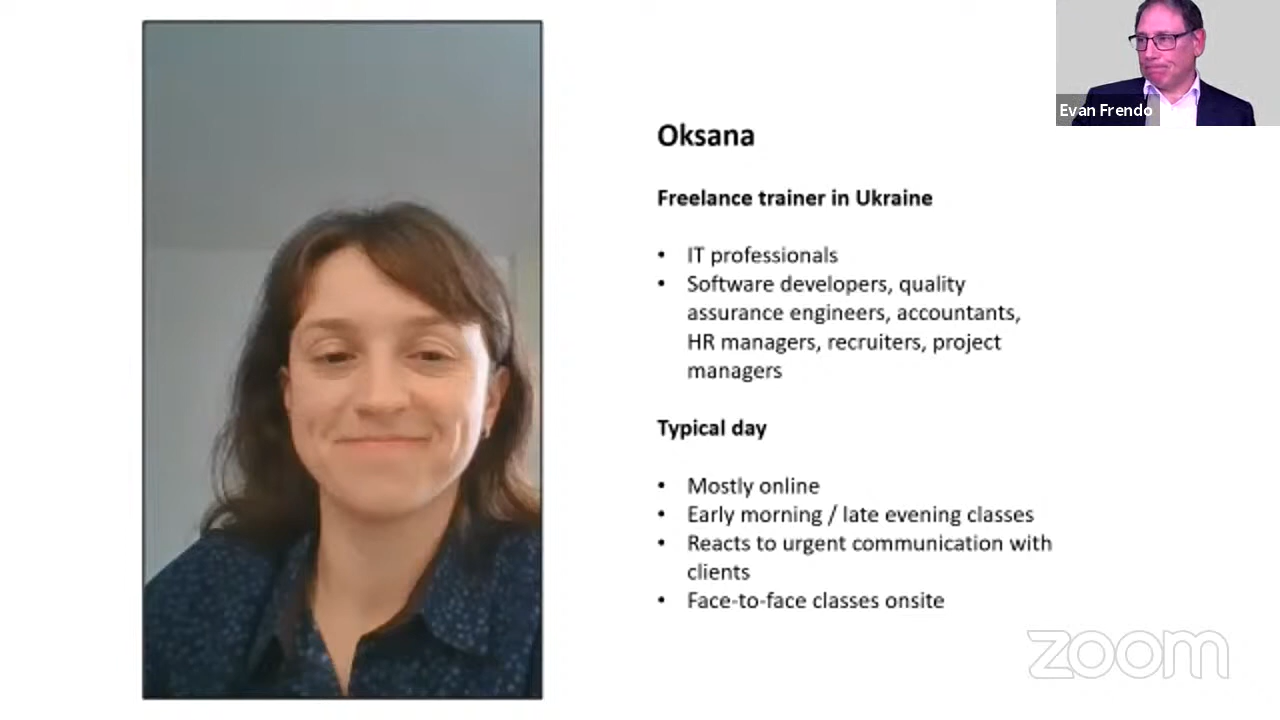 Evan Frendo
Oksana
Freelance trainer in Ukraine
• IT professionals
• Software developers, quality
assurance engineers, accountants,
HR managers, recruiters, project
managers
Typical day
• Mostly online
• Early morning / late evening classes
• Reacts to urgent communication with
clients
• Face-to-face classes onsite
zoom